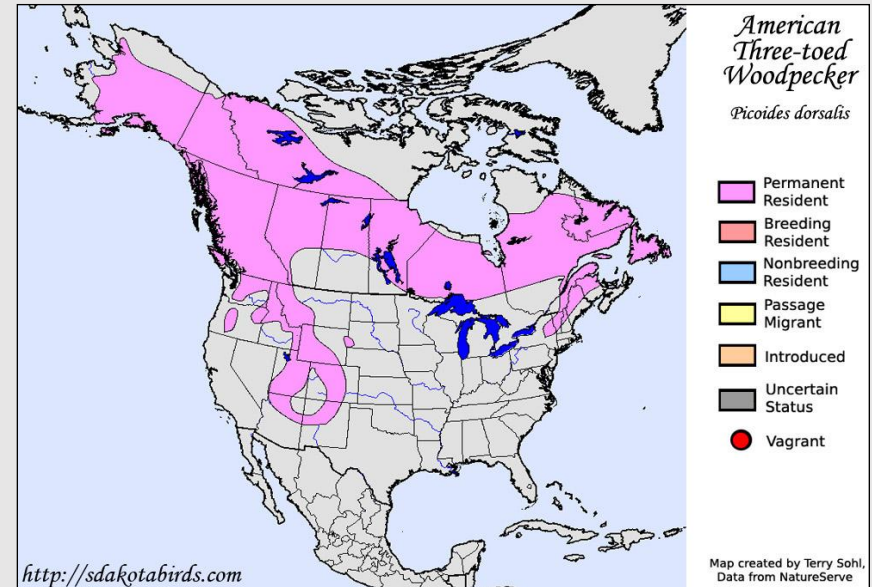 American
Three-toed
Woodpecker
Picoides dorsalis
Permanent
Resident
Breeding
Resident
Nonbreeding
Resident
Passage
Migrant
Introduced
Uncertain
Status
Vagrant
http://sdakotabirds.com
Map created by Terry Sohl,
Data from NatureServe